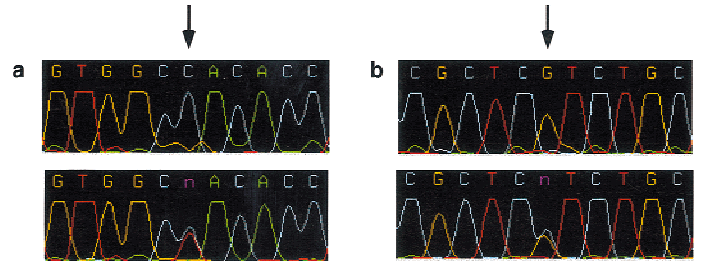 a
G T G G C C A C A C C
G T G G C n A C A C C
b
C G C T C G T C T G C
C G C T C n T C T G C